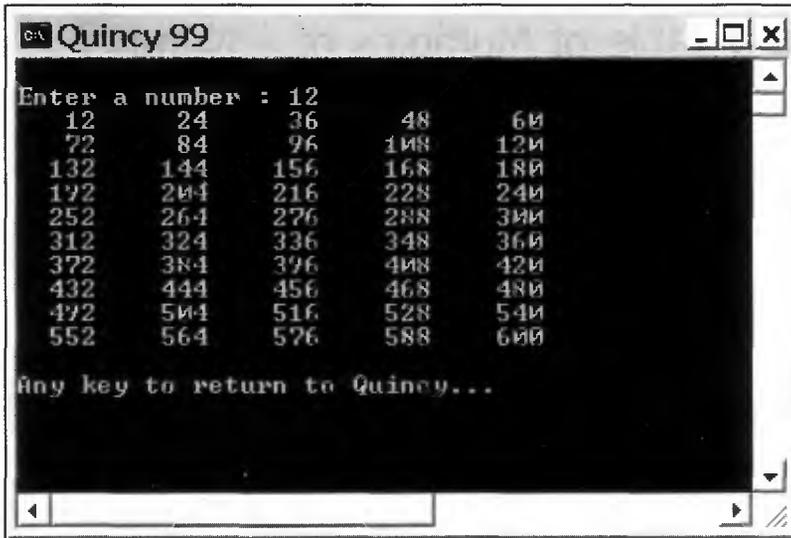 Quincy 99
Enter a number : 12
12 24 36 48 60
72 84 96 108 120
132 144 156 168 180
192 204 216 228 240
252 264 276 288 300
312 324 336 348 360
372 384 396 408 420
432 444 456 468 480
492 504 516 528 540
552 564 576 588 600
Any key to return to Quincy...